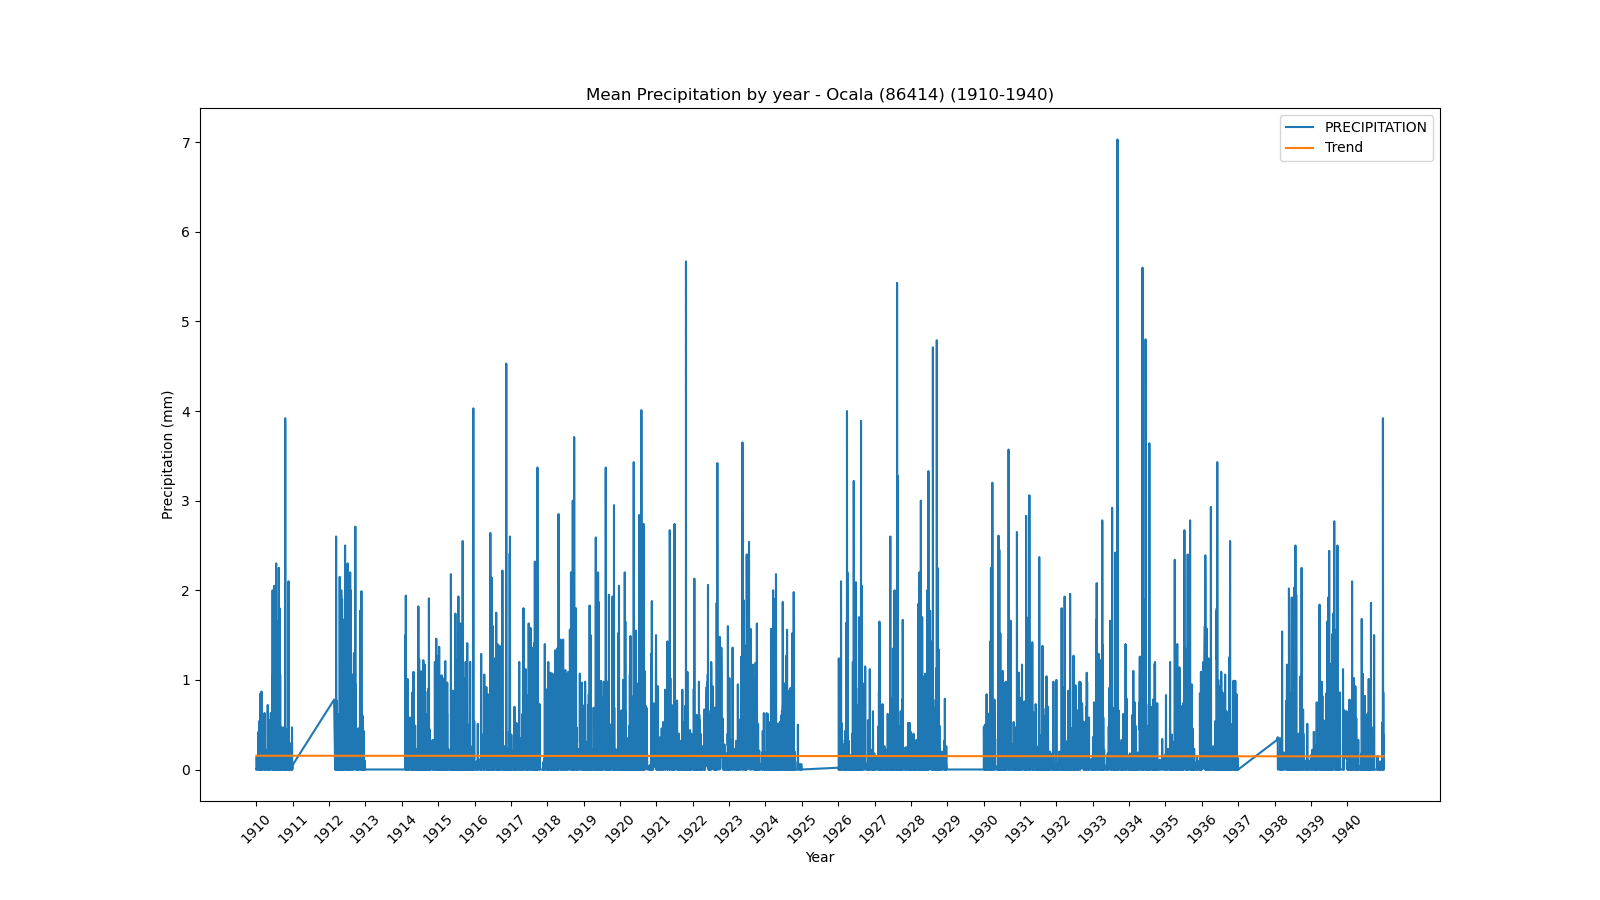 Mean Precipitation by year - Ocala (86414) (1910-1940)
PRECIPITATION
Trend
7
6
5
4
3
2
1
0
Precipitation (mm)
1910 1911 1912 1913 1914 1915 1916 1917 1918 1919 1920 1921 1922 1923 1924 1925 1926 1927 1928 1929 1930 1931 1932 1933 1934 1935 1936 1937 1938 1939 1940
Year